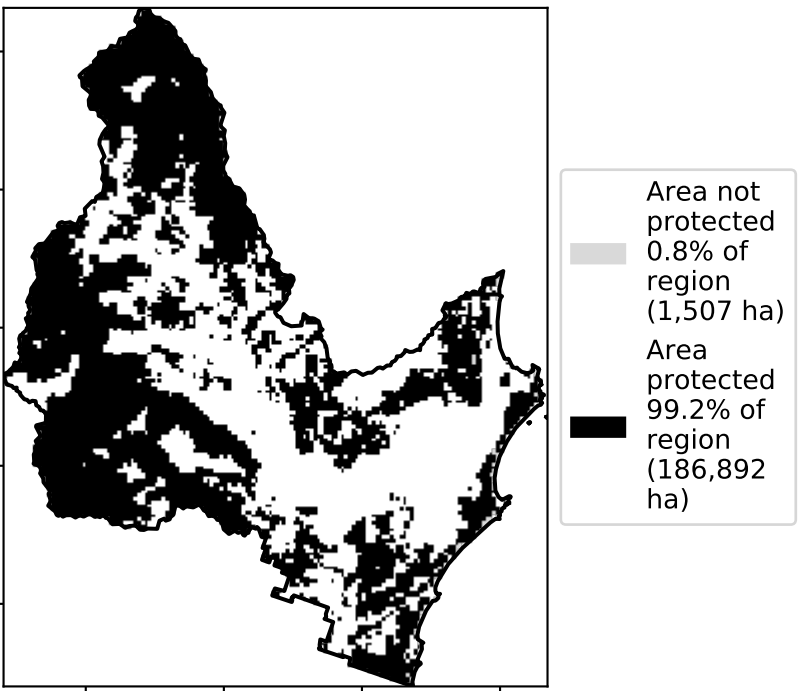 Area not
protected
0.8% of
region
(1,507 ha)
Area
protected
99.2% of
region
(186,892
ha)